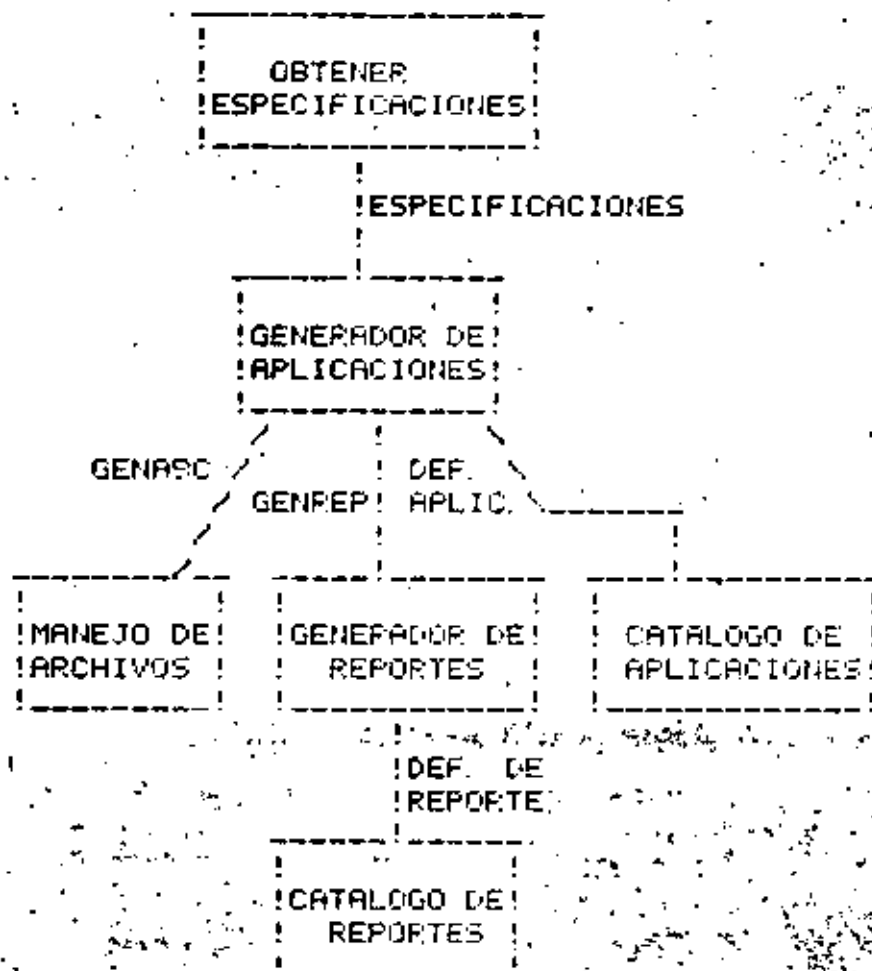 OBTENER
ESPECIFICACIONES
ESPECIFICACIONES
GENERADOR DE
APLICACIONES
GENASC
GENREP
DEF.
APLIC.
MANEJO DE
ARCHIVOS
GENERADOR DE
REPORTES
CATALOGO DE
APLICACIONES
DEF. DE
REPORTE
CATALOGO DE
REPORTES